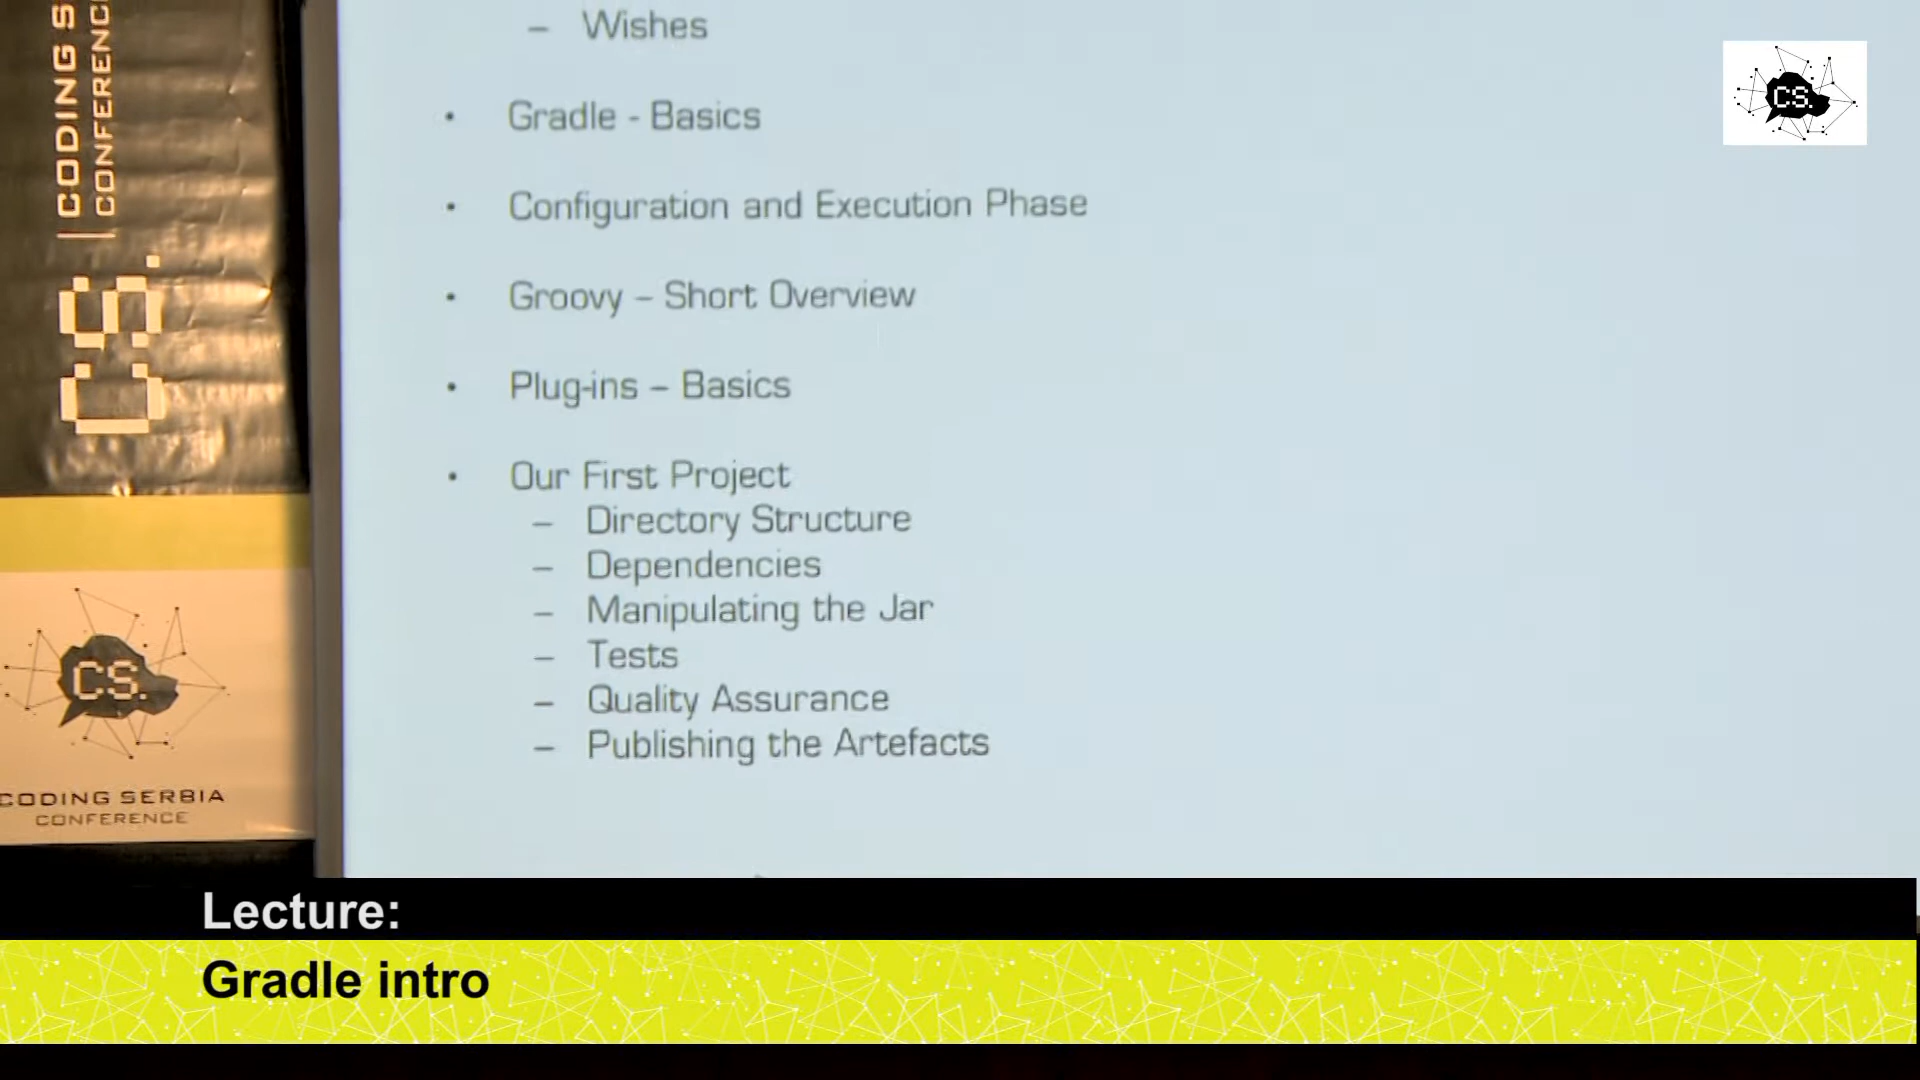 CODING S
CONFERENC
CS.
CS.
CODING SERBIA
CONFERENCE
– Wishes
• Gradle - Basics
• Configuration and Execution Phase
• Groovy – Short Overview
• Plug-ins – Basics
• Our First Project
– Directory Structure
– Dependencies
– Manipulating the Jar
– Tests
– Quality Assurance
– Publishing the Artefacts
CS.
Lecture:
Gradle intro